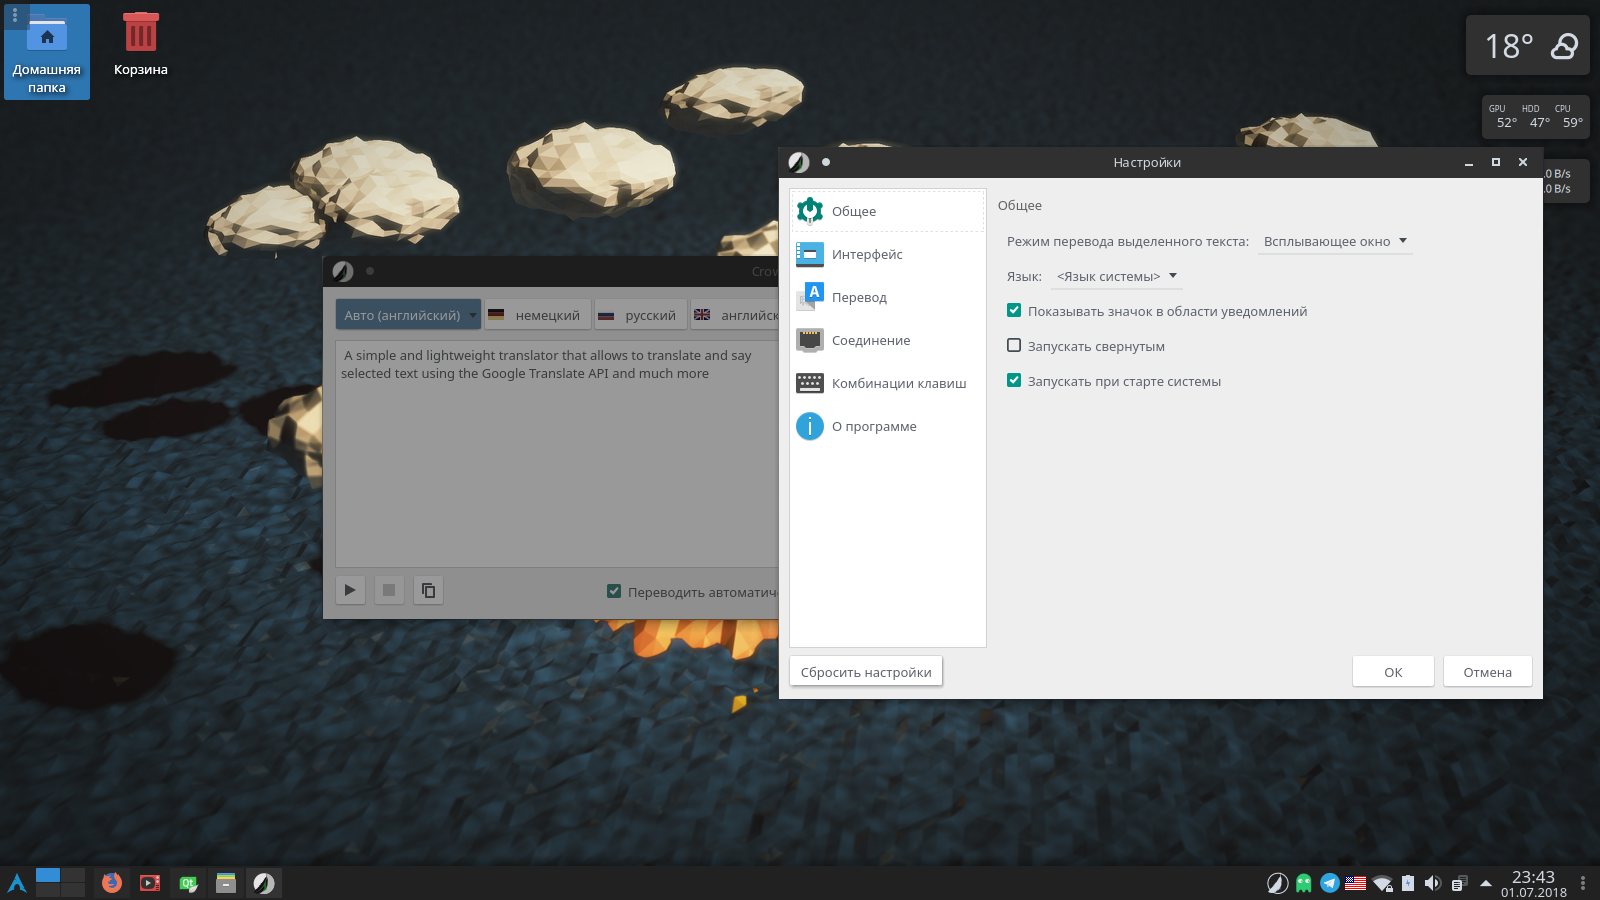 Домашняя
папка
Корзина
18°
GPU HDD CPU
52° 47° 59°
.0 B/s
.0 B/s
Настройки
Общее
Интерфейс
Перевод
Соединение
Комбинации клавиш
О программе
Общее
Режим перевода выделенного текста: Всплывающее окно
Язык: <Язык системы>
Показывать значок в области уведомлений
Запускать свернутым
Запускать при старте системы
Сбросить настройки
ОК
Отмена
Crow
Авто (английский) немецкий русский английск
A simple and lightweight translator that allows to translate and say
selected text using the Google Translate API and much more
Переводить автоматич
23:43
01.07.2018